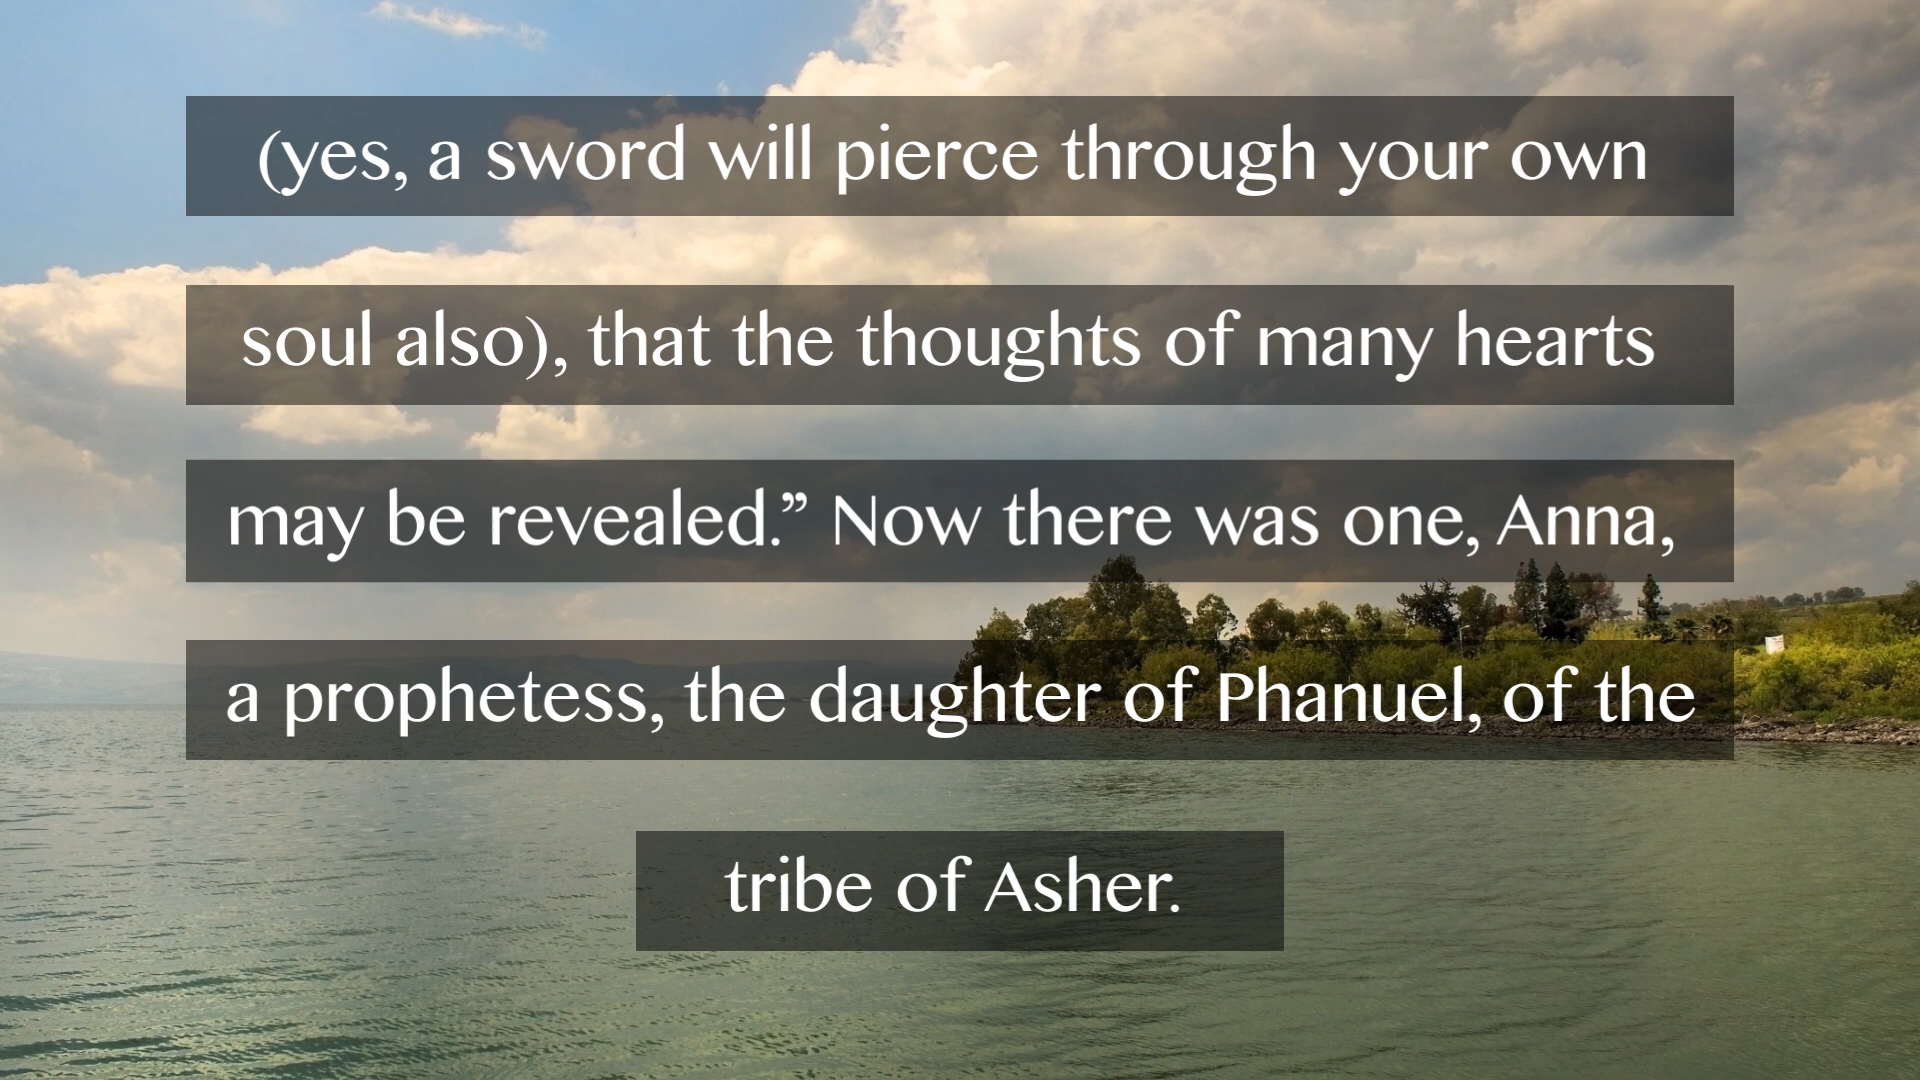 (yes, a sword will pierce through your own
soul also), that the thoughts of many hearts
may be revealed.” Now there was one, Anna,
a prophetess, the daughter of Phanuel, of the
tribe of Asher.